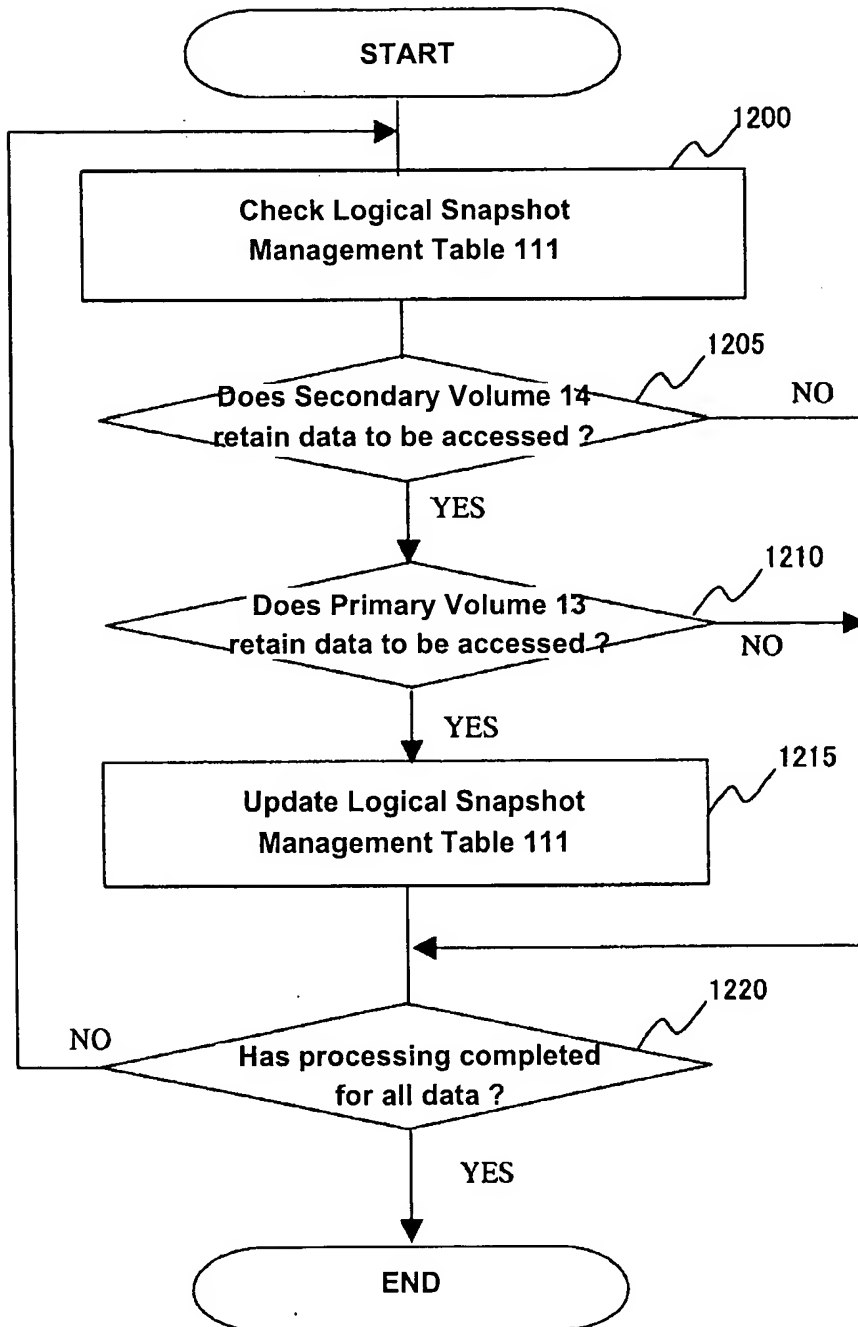 START
1200
Check Logical Snapshot
Management Table 111
1205
Does Secondary Volume 14
retain data to be accessed ?
NO
YES
1210
Does Primary Volume 13
retain data to be accessed ?
NO
YES
1215
Update Logical Snapshot
Management Table 111
1220
NO
Has processing completed
for all data ?
YES
END